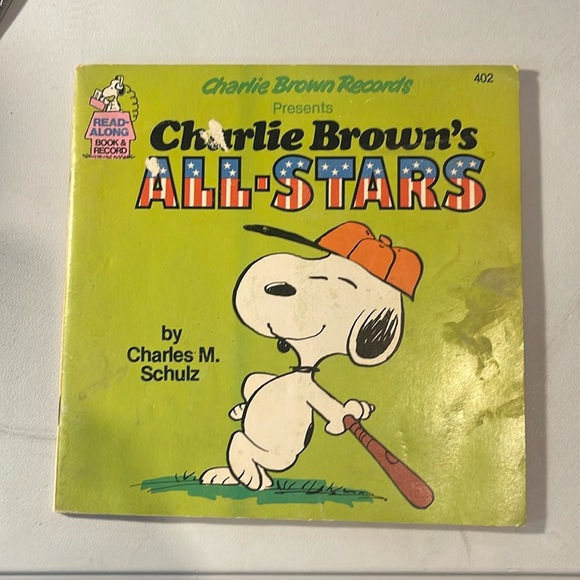 Charlie Brown Records
402
Presents
READ-
ALONG
BOOK &
RECORD
Charlie Brown's
ALL-STARS
by
Charles M.
Schulz